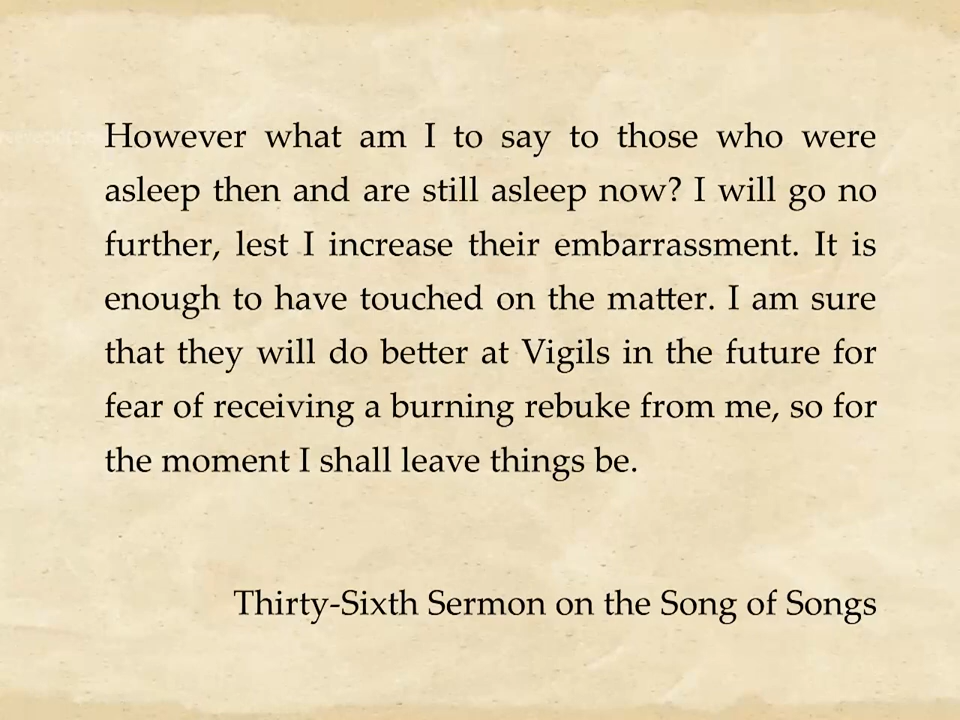 However what am I to say to those who were
asleep then and are still asleep now? I will go no
further, lest I increase their embarrassment. It is
enough to have touched on the matter. I am sure
that they will do better at Vigils in the future for
fear of receiving a burning rebuke from me, so for
the moment I shall leave things be.
Thirty-Sixth Sermon on the Song of Songs